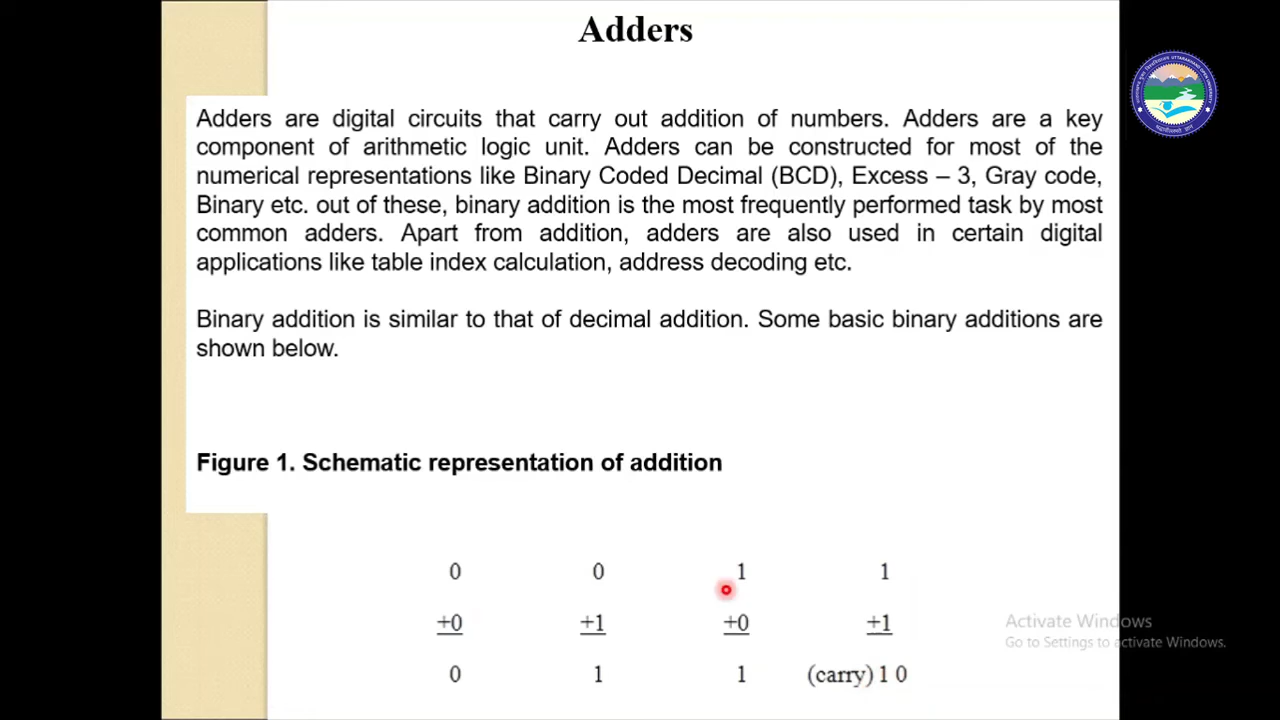 Adders
Adders are digital circuits that carry out addition of numbers. Adders are a key
component of arithmetic logic unit. Adders can be constructed for most of the
numerical representations like Binary Coded Decimal (BCD), Excess – 3, Gray code,
Binary etc. out of these, binary addition is the most frequently performed task by most
common adders. Apart from addition, adders are also used in certain digital
applications like table index calculation, address decoding etc.
Binary addition is similar to that of decimal addition. Some basic binary additions are
shown below.
Figure 1. Schematic representation of addition
0 0 1 1
+0 +1 +0 +1
0 1 1 (carry) 1 0
Activate Windows
Go to Settings to activate Windows.